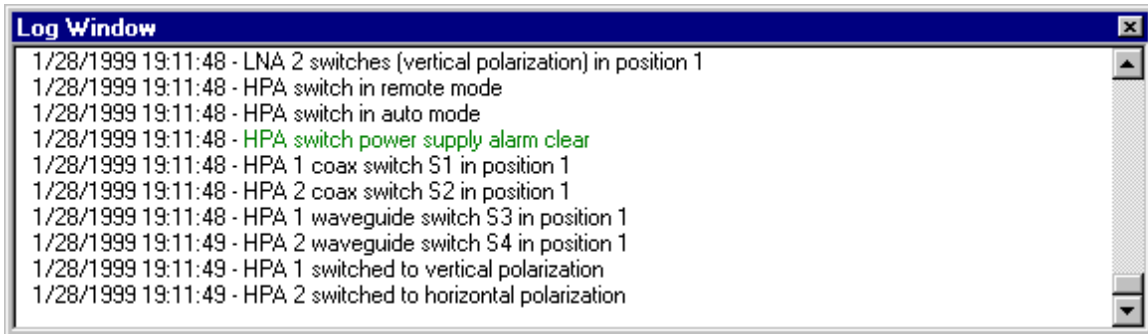 Log Window
1/28/1999 19:11:48 - LNA 2 switches (vertical polarization) in position 1
1/28/1999 19:11:48 - HPA switch in remote mode
1/28/1999 19:11:48 - HPA switch in auto mode
1/28/1999 19:11:48 - HPA switch power supply alarm clear
1/28/1999 19:11:48 - HPA 1 coax switch S1 in position 1
1/28/1999 19:11:48 - HPA 2 coax switch S2 in position 1
1/28/1999 19:11:48 - HPA 1 waveguide switch S3 in position 1
1/28/1999 19:11:49 - HPA 2 waveguide switch S4 in position 1
1/28/1999 19:11:49 - HPA 1 switched to vertical polarization
1/28/1999 19:11:49 - HPA 2 switched to horizontal polarization